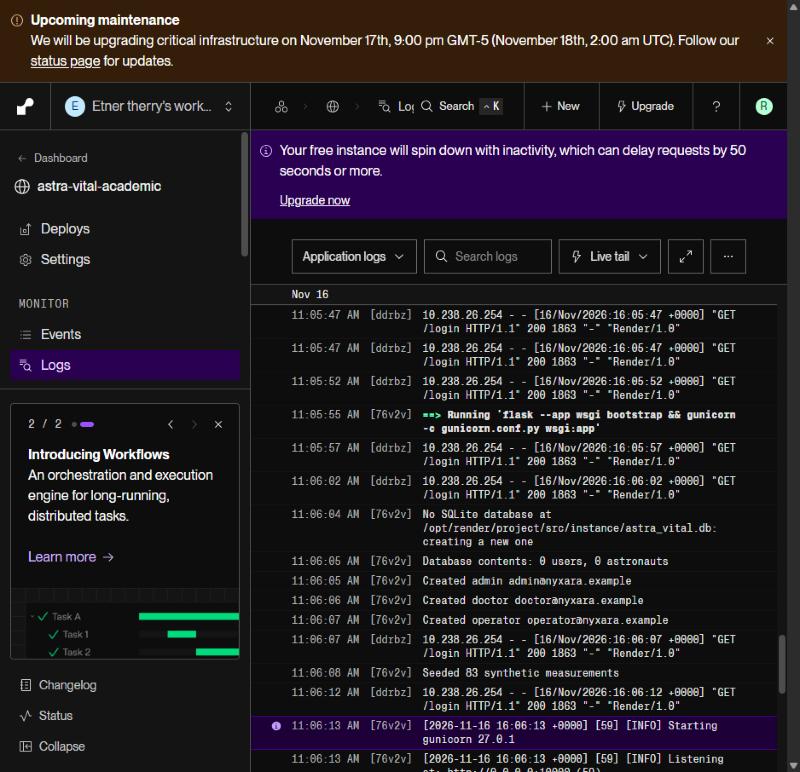 Upcoming maintenance
We will be upgrading critical infrastructure on November 17th, 9:00 pm GMT-5 (November 18th, 2:00 am UTC). Follow our
status page for updates.
E Etner therry's work...
Log Search ^ K
New
Upgrade
?
R
Dashboard
astra-vital-academic
Deploys
Settings
MONITOR
Events
Logs
2 / 2
Introducing Workflows
An orchestration and execution
engine for long-running,
distributed tasks.
Learn more →
Task A
Task 1
Task 2
Changelog
Status
Collapse
Your free instance will spin down with inactivity, which can delay requests by 50
seconds or more.
Upgrade now
Application logs
Search logs
Live tail
...
Nov 16
11:05:47 AM [ddrbz] 10.238.26.254 - - [16/Nov/2026:16:05:47 +0000] "GET
/login HTTP/1.1" 200 1863 "-" "Render/1.0"
11:05:47 AM [ddrbz] 10.238.26.254 - - [16/Nov/2026:16:05:47 +0000] "GET
/login HTTP/1.1" 200 1863 "-" "Render/1.0"
11:05:52 AM [ddrbz] 10.238.26.254 - - [16/Nov/2026:16:05:52 +0000] "GET
/login HTTP/1.1" 200 1863 "-" "Render/1.0"
11:05:55 AM [76v2v] ==> Running 'flask --app wsgi bootstrap && gunicorn
-c gunicorn.conf.py wsgi:app'
11:05:57 AM [ddrbz] 10.238.26.254 - - [16/Nov/2026:16:05:57 +0000] "GET
/login HTTP/1.1" 200 1863 "-" "Render/1.0"
11:06:02 AM [ddrbz] 10.238.26.254 - - [16/Nov/2026:16:06:02 +0000] "GET
/login HTTP/1.1" 200 1863 "-" "Render/1.0"
11:06:04 AM [76v2v] No SQLite database at
/opt/render/project/src/instance/astra_vital.db:
creating a new one
11:06:05 AM [76v2v] Database contents: 0 users, 0 astronauts
11:06:05 AM [76v2v] Created admin admin@nyxara.example
11:06:06 AM [76v2v] Created doctor doctor@nyxara.example
11:06:07 AM [76v2v] Created operator operator@nyxara.example
11:06:07 AM [ddrbz] 10.238.26.254 - - [16/Nov/2026:16:06:07 +0000] "GET
/login HTTP/1.1" 200 1863 "-" "Render/1.0"
11:06:08 AM [76v2v] Seeded 83 synthetic measurements
11:06:12 AM [ddrbz] 10.238.26.254 - - [16/Nov/2026:16:06:12 +0000] "GET
/login HTTP/1.1" 200 1863 "-" "Render/1.0"
11:06:13 AM [76v2v] [2026-11-16 16:06:13 +0000] [59] [INFO] Starting
gunicorn 27.0.1
11:06:13 AM [76v2v] [2026-11-16 16:06:13 +0000] [59] [INFO] Listening